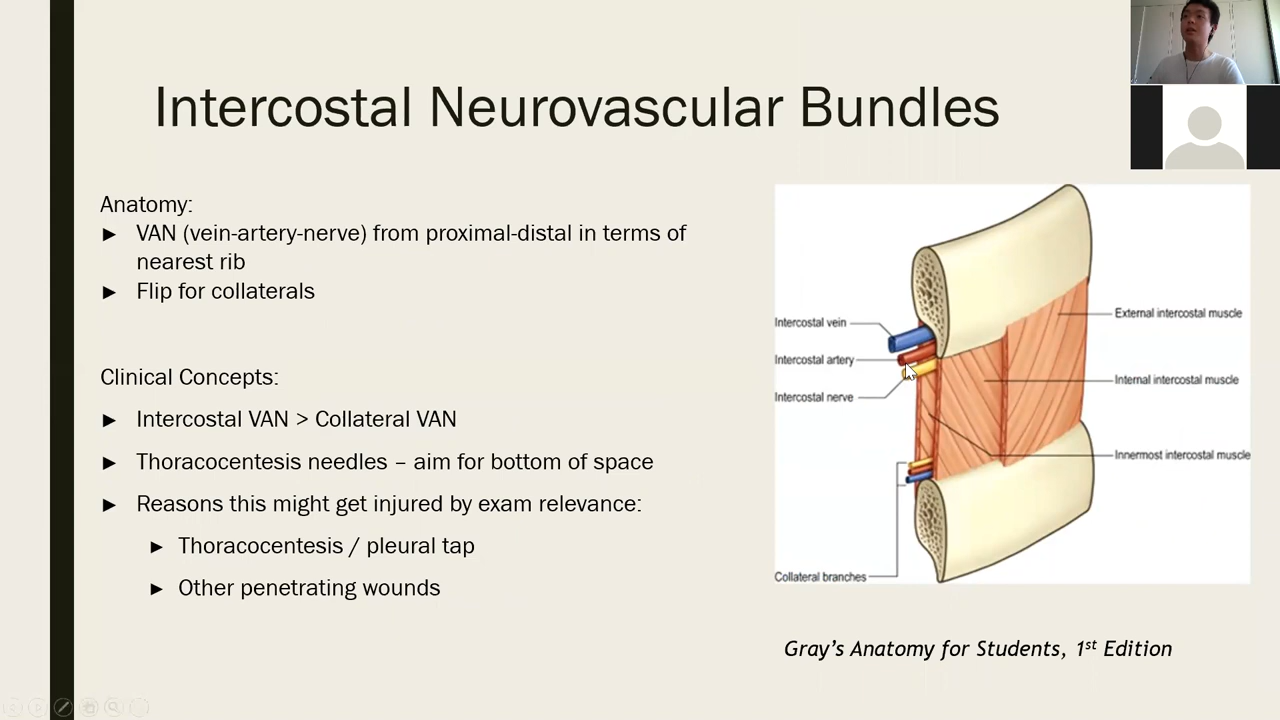 Intercostal Neurovascular Bundles
Anatomy:
► VAN (vein-artery-nerve) from proximal-distal in terms of
nearest rib
► Flip for collaterals
Clinical Concepts:
► Intercostal VAN > Collateral VAN
► Thoracocentesis needles – aim for bottom of space
► Reasons this might get injured by exam relevance:
► Thoracocentesis / pleural tap
► Other penetrating wounds
Intercostal vein
Intercostal artery
Intercostal nerve
Collateral branches
External intercostal muscle
Internal intercostal muscle
Innermost intercostal muscle
Gray's Anatomy for Students, 1st Edition